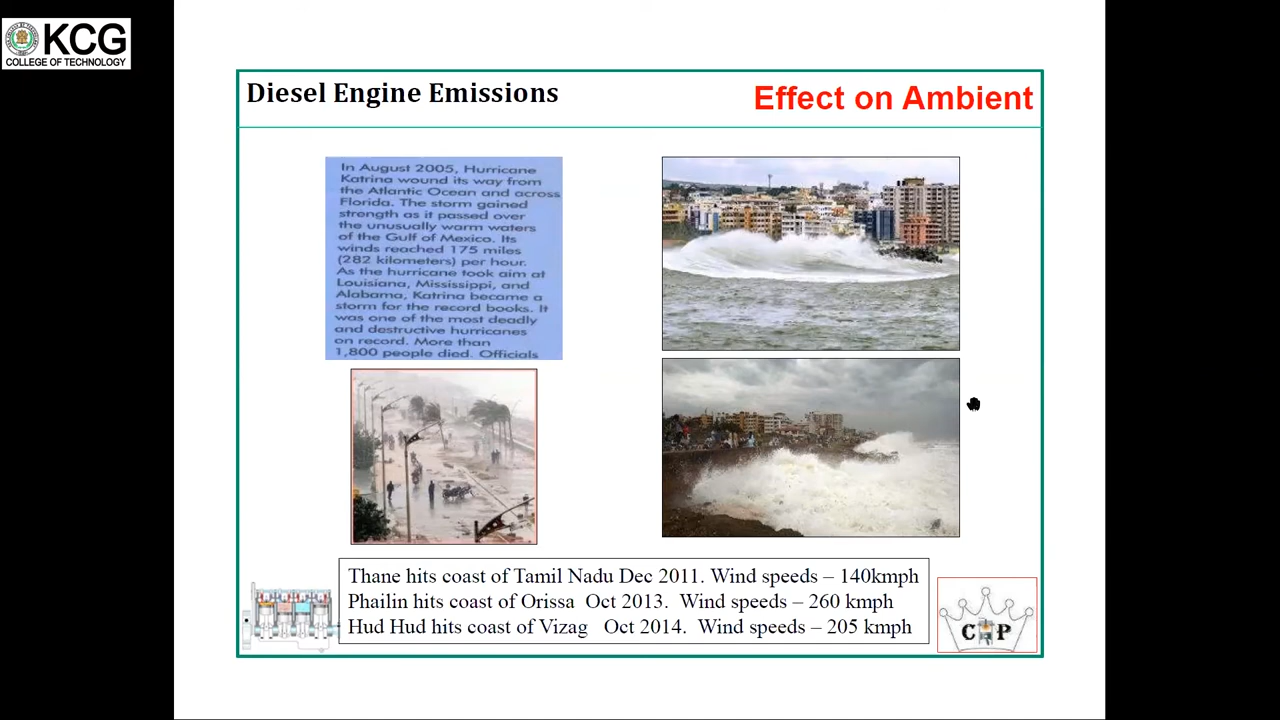 KCG
COLLEGE OF TECHNOLOGY
Diesel Engine Emissions
Effect on Ambient
In August 2005, Hurricane
Katrina wound its way from
the Atlantic Ocean and across
Florida. The storm gained
strength as it passed over
the unusually warm waters
of the Gulf of Mexico. Its
winds reached 175 miles
(282 kilometers) per hour.
As the hurricane took aim at
Louisiana, Mississippi, and
Alabama, Katrina became a
storm for the record books. It
was one of the most deadly
and destructive hurricanes
on record. More than
1,800 people died. Officials
Thane hits coast of Tamil Nadu Dec 2011. Wind speeds – 140kmph
Phailin hits coast of Orissa Oct 2013. Wind speeds – 260 kmph
Hud Hud hits coast of Vizag Oct 2014. Wind speeds – 205 kmph
C P